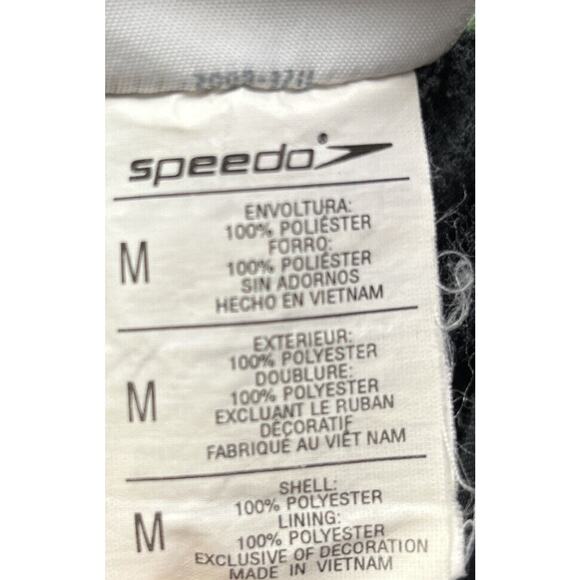 speedo®
M
ENVOLTURA:
100% POLIÉSTER
FORRO:
100% POLIÉSTER
SIN ADORNOS
HECHO EN VIETNAM
M
EXTERIEUR:
100% POLYESTER
DOUBLURE:
100% POLYESTER
EXCLUANT LE RUBAN
DÉCORATIF
FABRIQUÉ AU VIÊT NAM
M
SHELL:
100% POLYESTER
LINING:
100% POLYESTER
EXCLUSIVE OF DECORATION
MADE IN VIETNAM